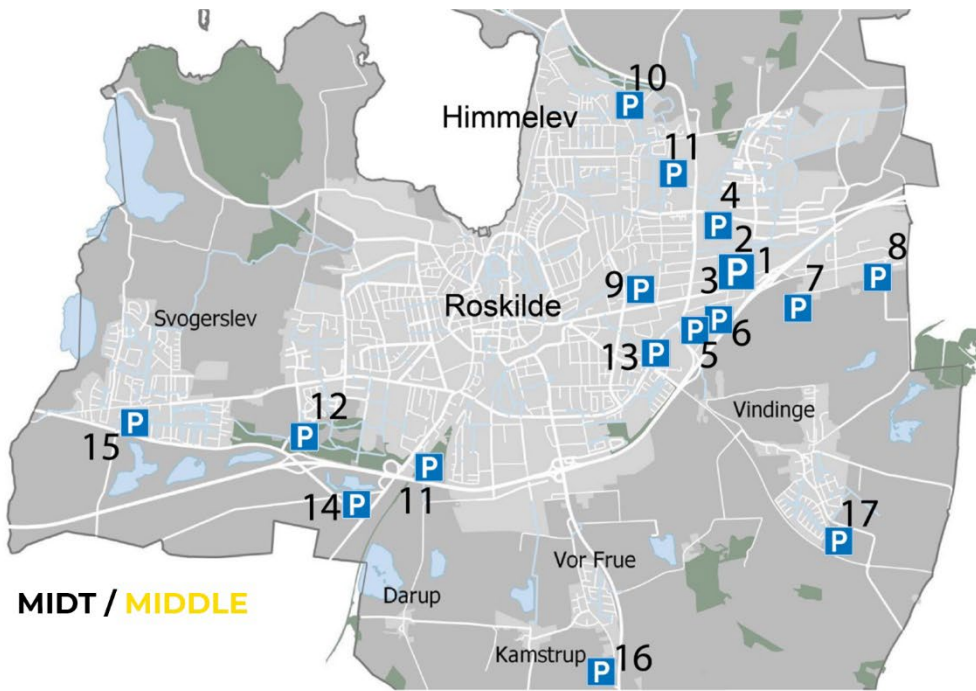 10
P
Himmelev
11
P
4
P
2
1
8
P
3
P
7
P
9
P
Roskilde
6
P
Svogerslev
P
5
13
P
Vindinge
12
P
15
P
11
P
14
P
17
P
Vor Frue
MIDT / MIDDLE
Darup
Kamstrup
P
16